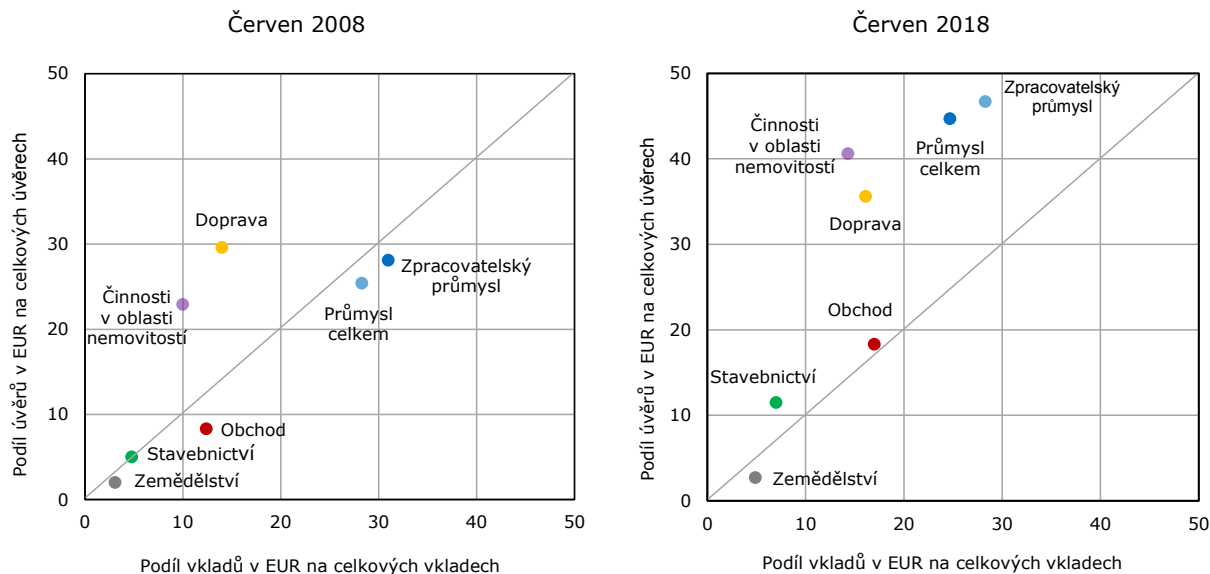 Červen 2008
50
40
30
20
10
0
0
10
20
30
40
50
Podíl úvěrů v EUR na celkových úvěrech
Podíl vkladů v EUR na celkových vkladech
Doprava
Činnosti
v oblasti
nemovitostí
Zpracovatelský
průmysl
Průmysl
celkem
Obchod
Stavebnictví
Zemědělství
Červen 2018
50
40
30
20
10
0
0
10
20
30
40
50
Podíl úvěrů v EUR na celkových úvěrech
Podíl vkladů v EUR na celkových vkladech
Zpracovatelský
průmysl
Činnosti
v oblasti
nemovitostí
Průmysl
celkem
Doprava
Obchod
Stavebnictví
Zemědělství